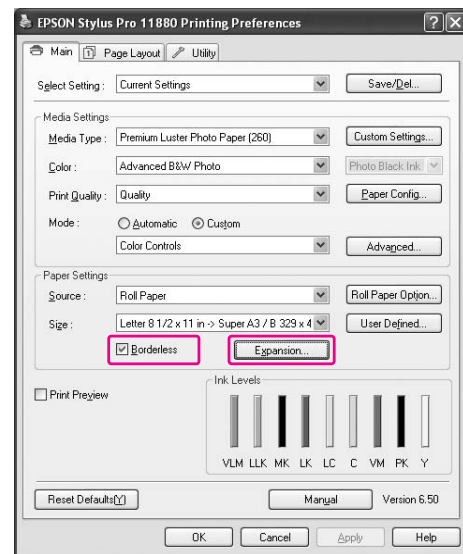 EPSON Stylus Pro 11880 Printing Preferences
Main Page Layout Utility
Select Setting : Current Settings Save/Del...
Media Settings
Media Type : Premium Luster Photo Paper (260) Custom Settings...
Color : Advanced B&W Photo Photo Black Ink
Print Quality : Quality Paper Config...
Mode : Automatic Custom
Color Controls Advanced...
Paper Settings
Source : Roll Paper Roll Paper Option...
Size : Letter 8 1/2 x 11 in -> Super A3 / B 329 x 4 User Defined...
Borderless Expansion...
Print Preview
Ink Levels
VLM LLK MK LK LC C VM PK Y
Reset Defaults(Y) Manual Version 6.50
OK Cancel Apply Help